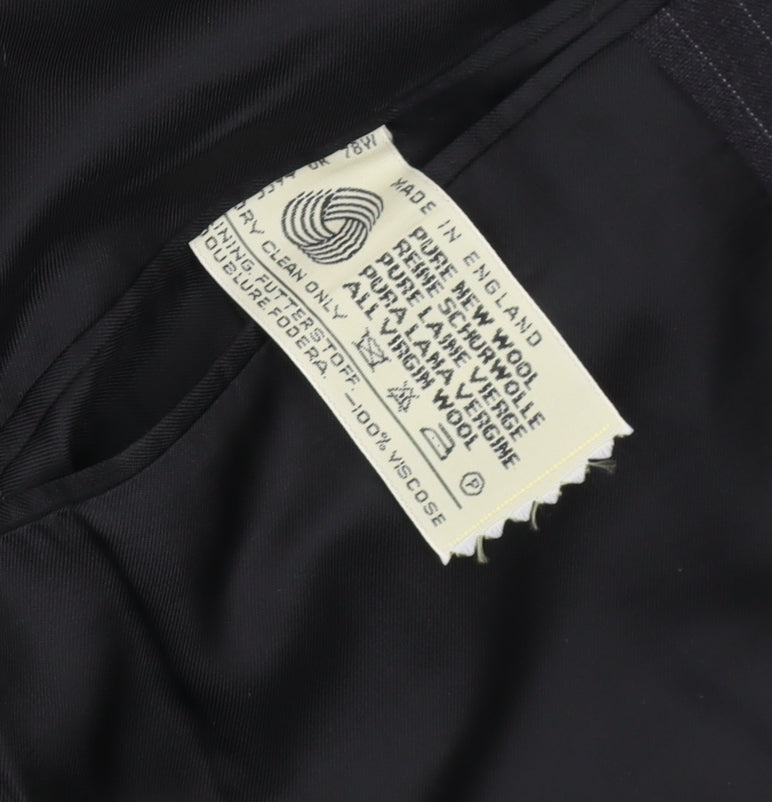 MADE IN ENGLAND
PURE NEW WOOL
REINE SCHURWOLLE
PURE LAINE VIERGE
PURA LANA VERGINE
ALL VIRGIN WOOL
P
DRY CLEAN ONLY
LINING. FUTTERSTOFF.
DOUBLURE FODERA. —100% VISCOSE